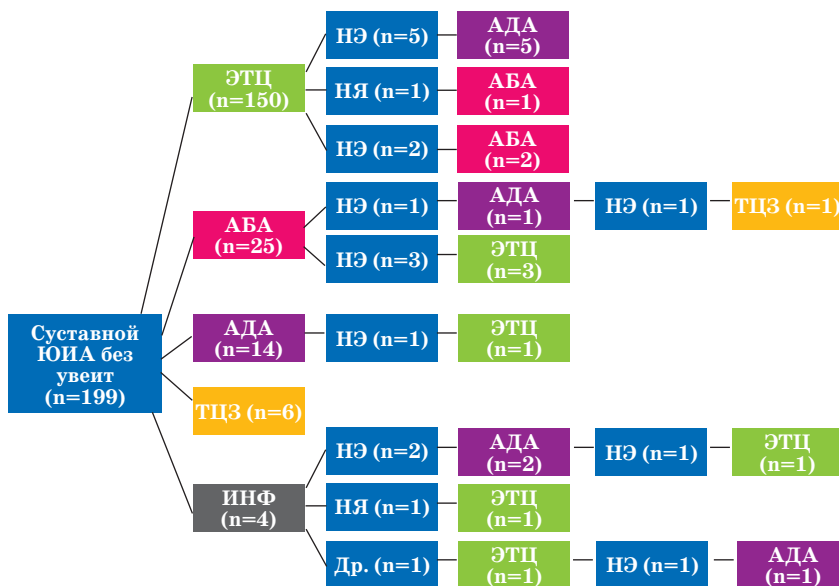 НЭ (n=5)
АДА
(n=5)
ЭТЦ
(n=150)
НЯ (n=1)
АБА
(n=1)
НЭ (n=2)
АБА
(n=2)
АБА
(n=25)
НЭ (n=1)
АДА
(n=1)
НЭ (n=1)
ТЦЗ (n=1)
НЭ (n=3)
ЭТЦ
(n=3)
Суставной
ЮИА без
увеит
(n=199)
АДА
(n=14)
НЭ (n=1)
ЭТЦ
(n=1)
ТЦЗ (n=6)
ИНФ
(n=4)
НЭ (n=2)
АДА
(n=2)
НЭ (n=1)
ЭТЦ
(n=1)
НЯ (n=1)
ЭТЦ
(n=1)
Др. (n=1)
ЭТЦ
(n=1)
НЭ (n=1)
АДА
(n=1)